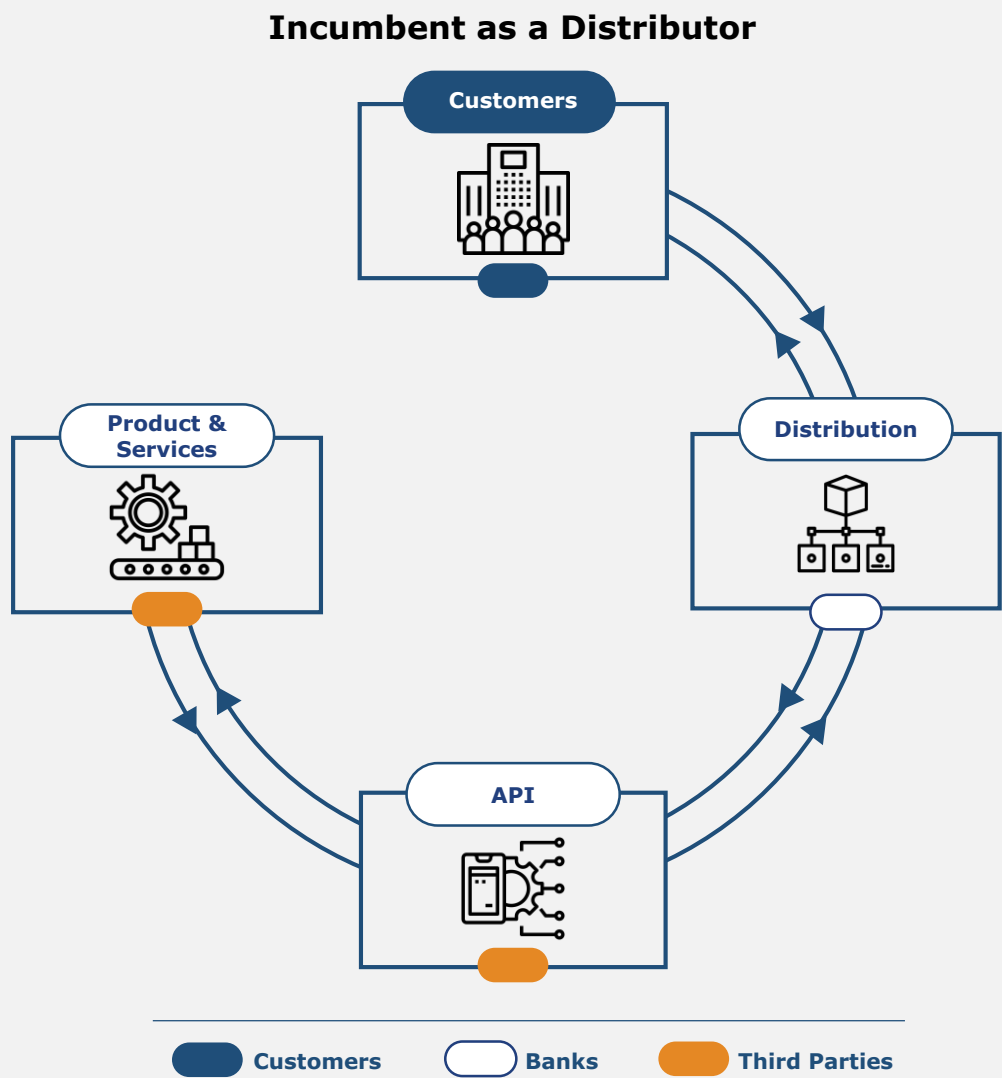 Incumbent as a Distributor
Customers
Product &
Services
Distribution
API
Customers
Banks
Third Parties